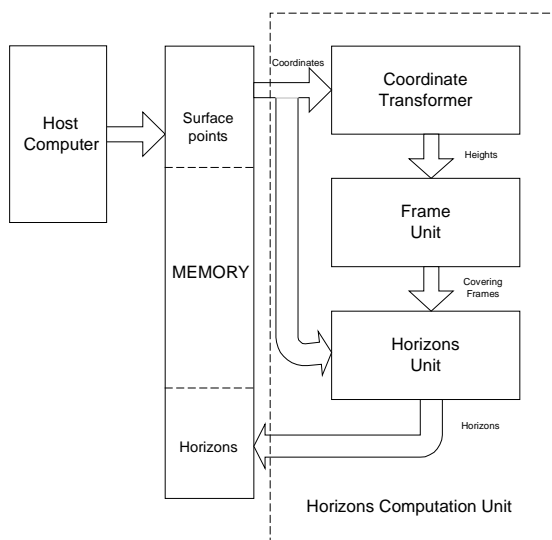 Host
Computer
Surface
points
MEMORY
Horizons
Coordinates
Coordinate
Transformer
Heights
Frame
Unit
Covering
Frames
Horizons
Unit
Horizons
Horizons Computation Unit